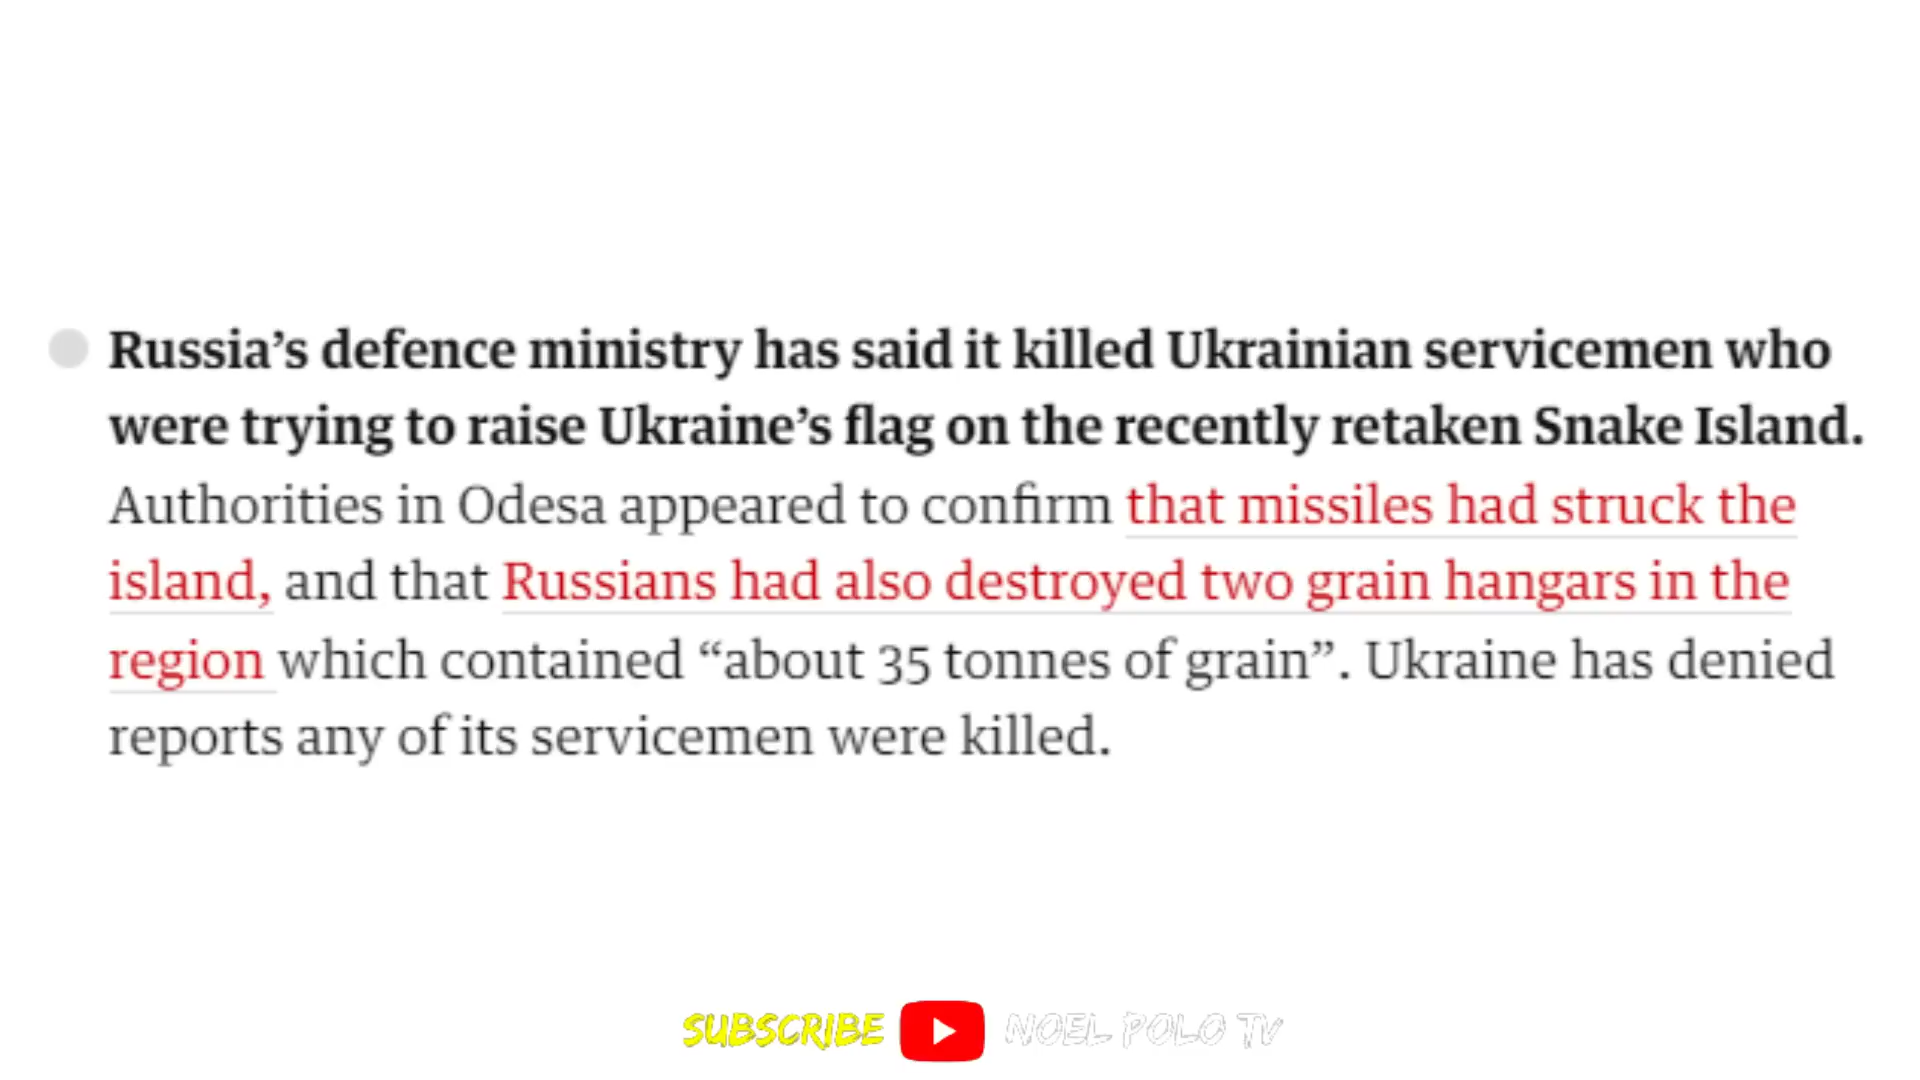 Russia’s defence ministry has said it killed Ukrainian servicemen who
were trying to raise Ukraine’s flag on the recently retaken Snake Island.
Authorities in Odesa appeared to confirm that missiles had struck the
island, and that Russians had also destroyed two grain hangars in the
region which contained “about 35 tonnes of grain”. Ukraine has denied
reports any of its servicemen were killed.
SUBSCRIBE NOEL POLO TV